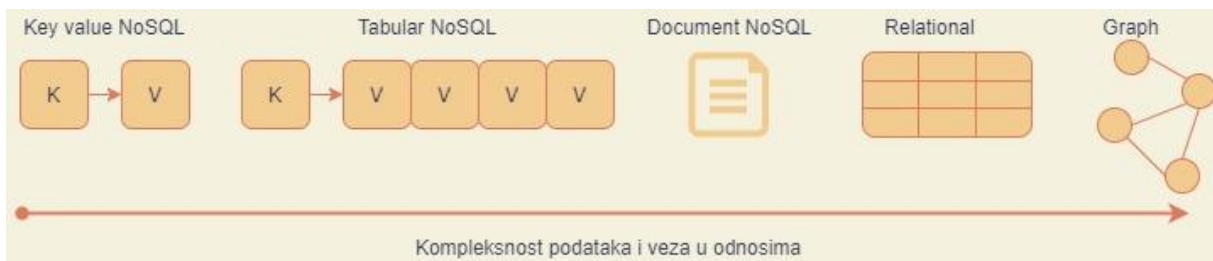 Key value NoSQL
Tabular NoSQL
Document NoSQL
Relational
Graph
K
V
K
V
V
V
V
Kompleksnost podataka i veza u odnosima